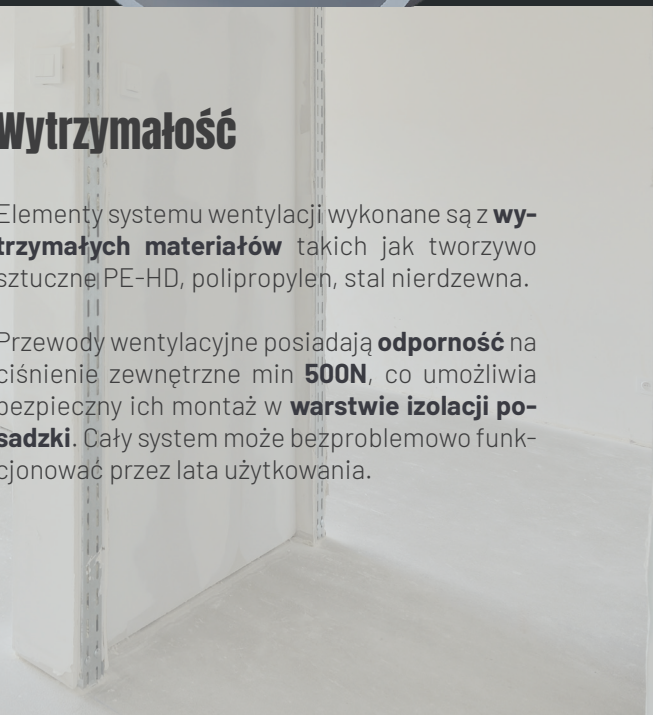 Wytrzymałość
Elementy systemu wentylacji wykonane są z wy-
trzymałych materiałów takich jak tworzywo
sztuczne PE-HD, polipropylen, stal nierdzewna.
Przewody wentylacyjne posiadają odporność na
ciśnienie zewnętrzne min 500N, co umożliwia
bezpieczny ich montaż w warstwie izolacji po-
sadzki. Cały system może bezproblemowo funk-
cjonować przez lata użytkowania.